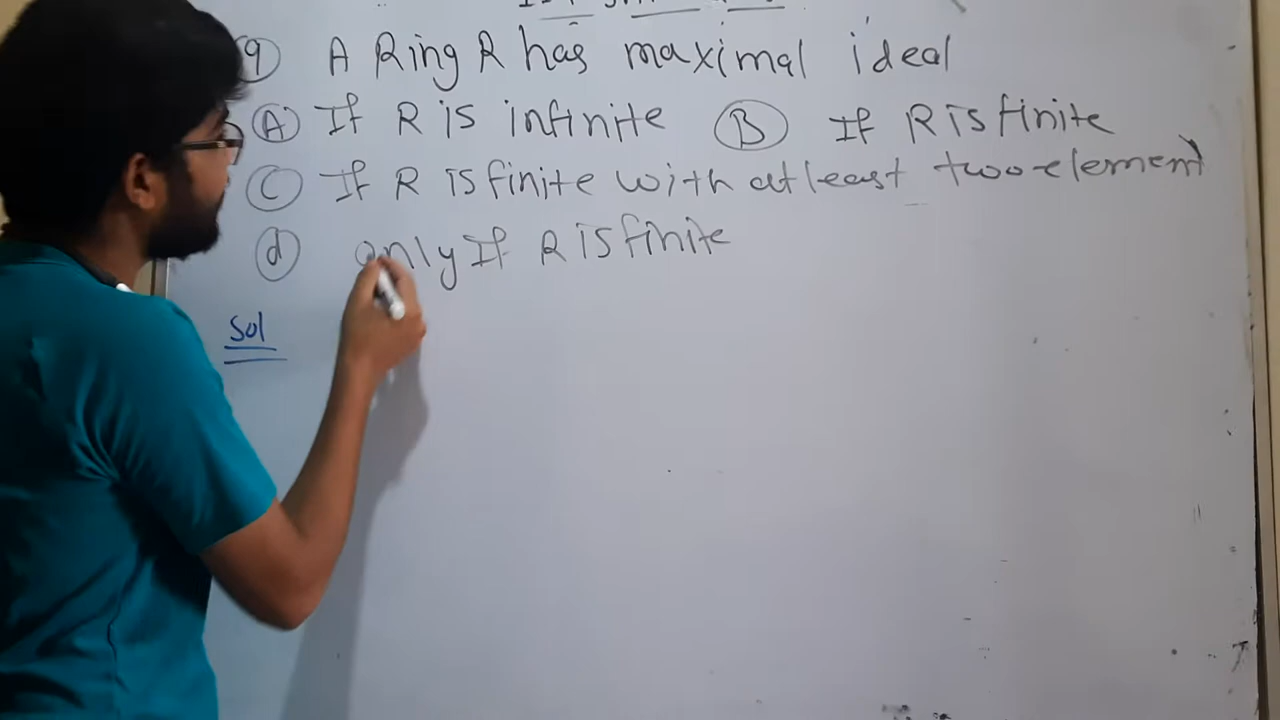 9 A Ring R has maximal ideal
A If R is infinite B If R is finite
C If R is finite with atleast two element
d only If R is finite
Sol